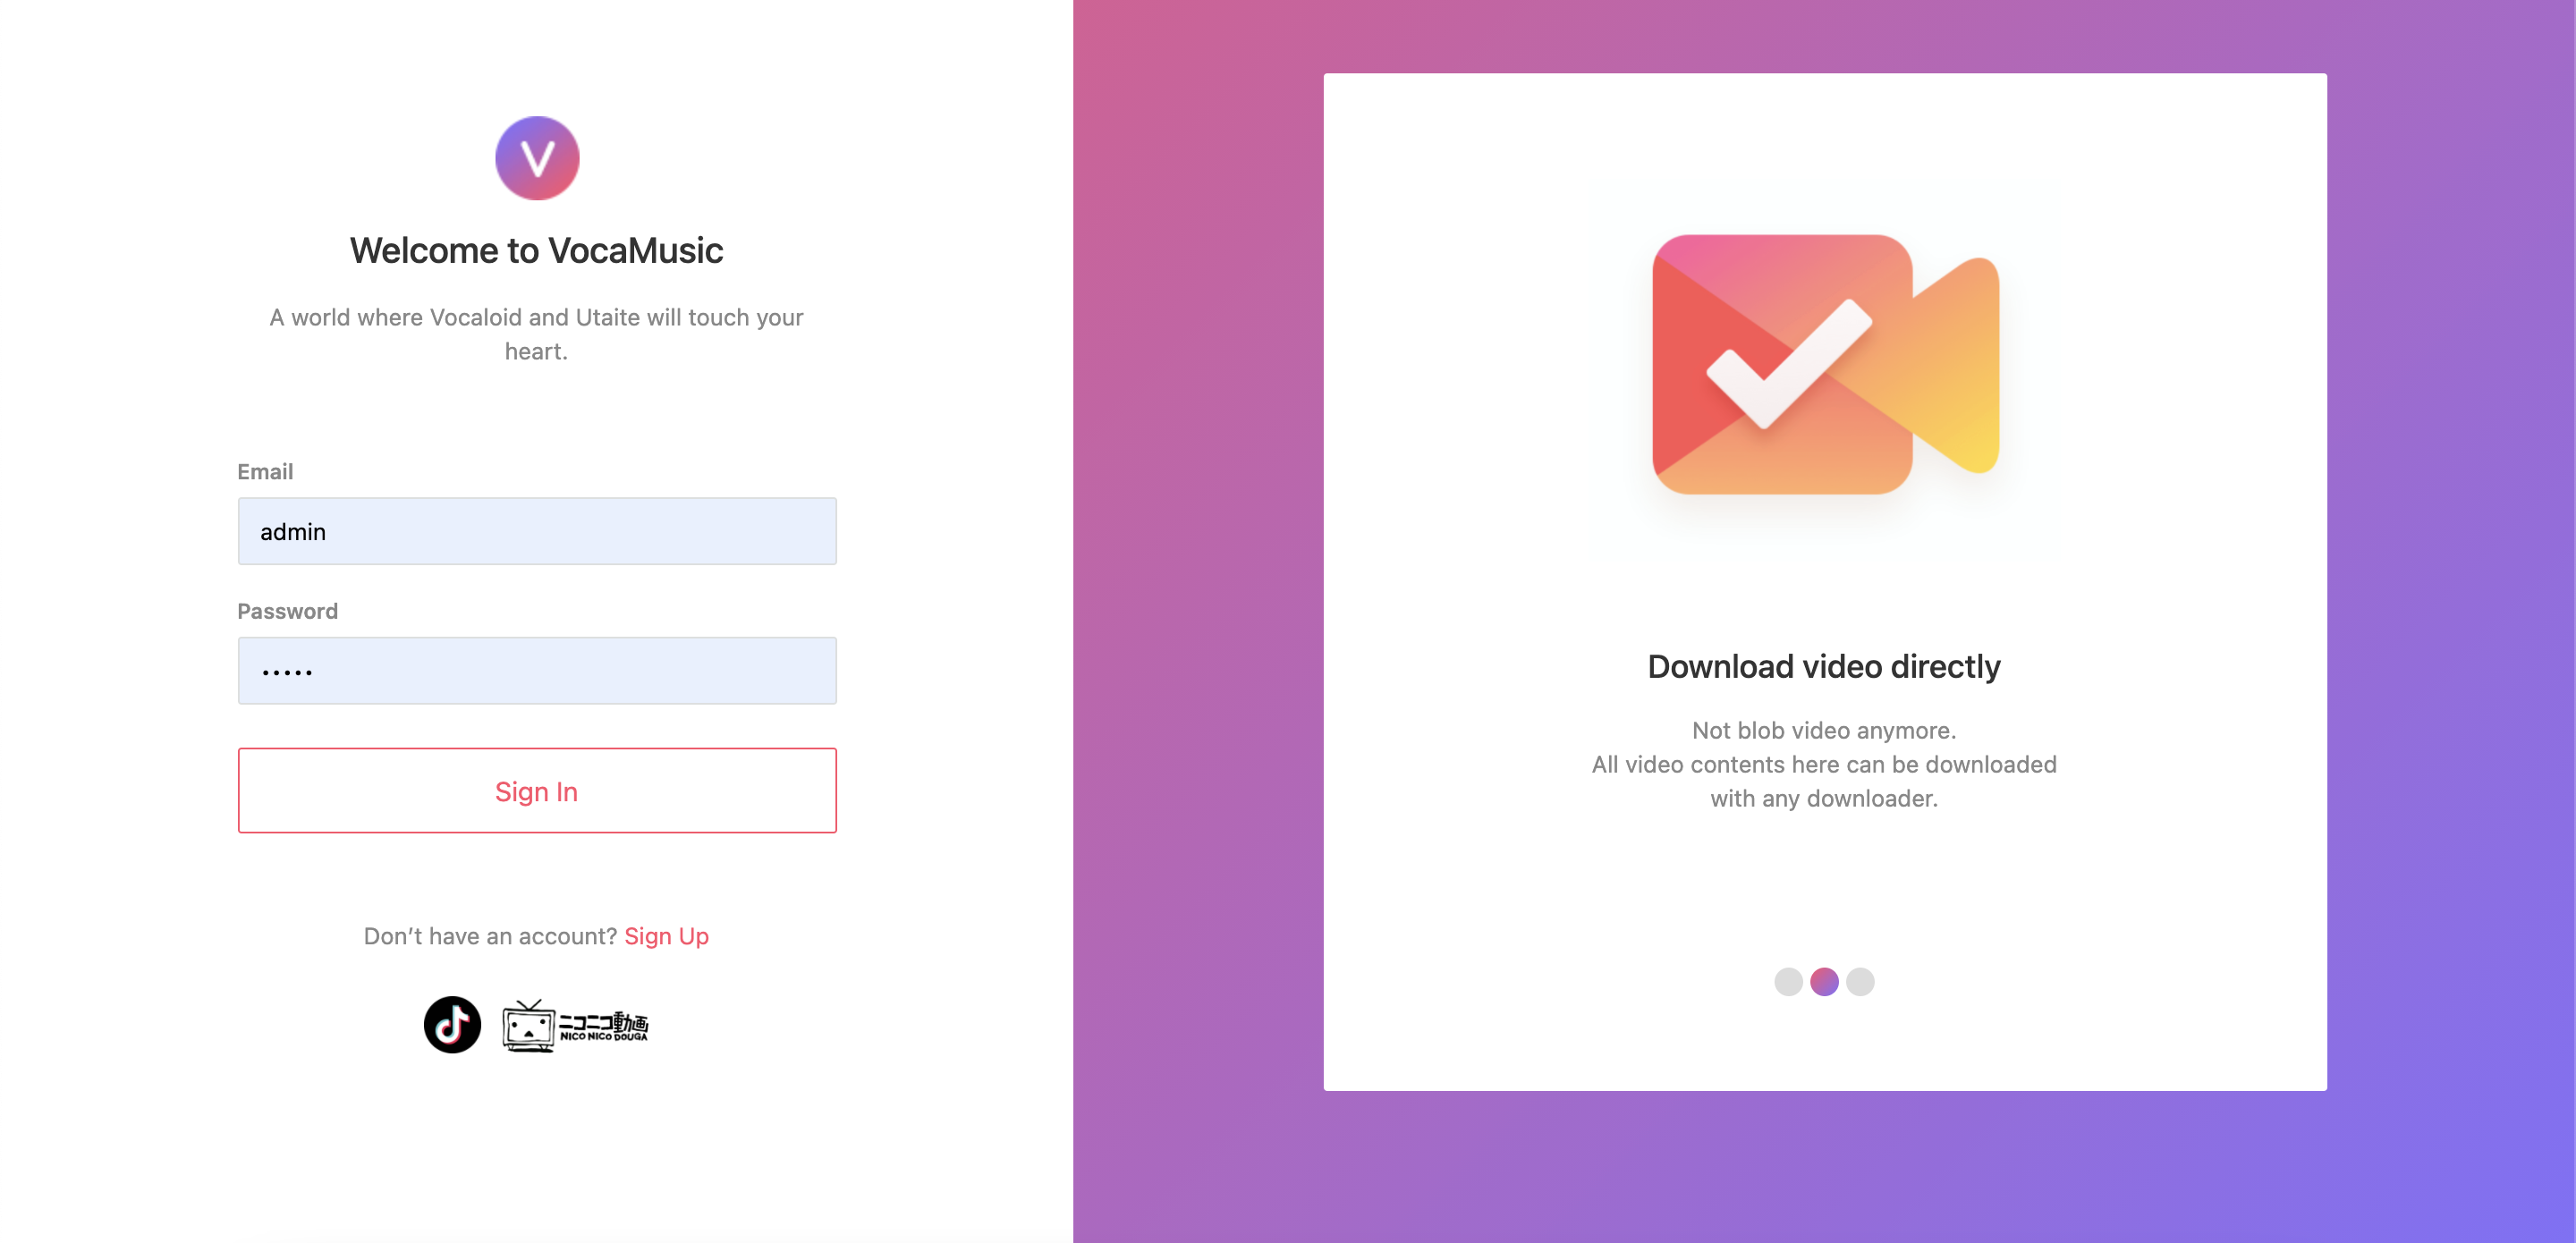 V
Welcome to VocaMusic
A world where Vocaloid and Utaite will touch your
heart.
Email
admin
Password
•••••
Sign In
Don’t have an account? Sign Up
ニコニコ動画
NICO NICO DOUGA
Download video directly
Not blob video anymore.
All video contents here can be downloaded
with any downloader.